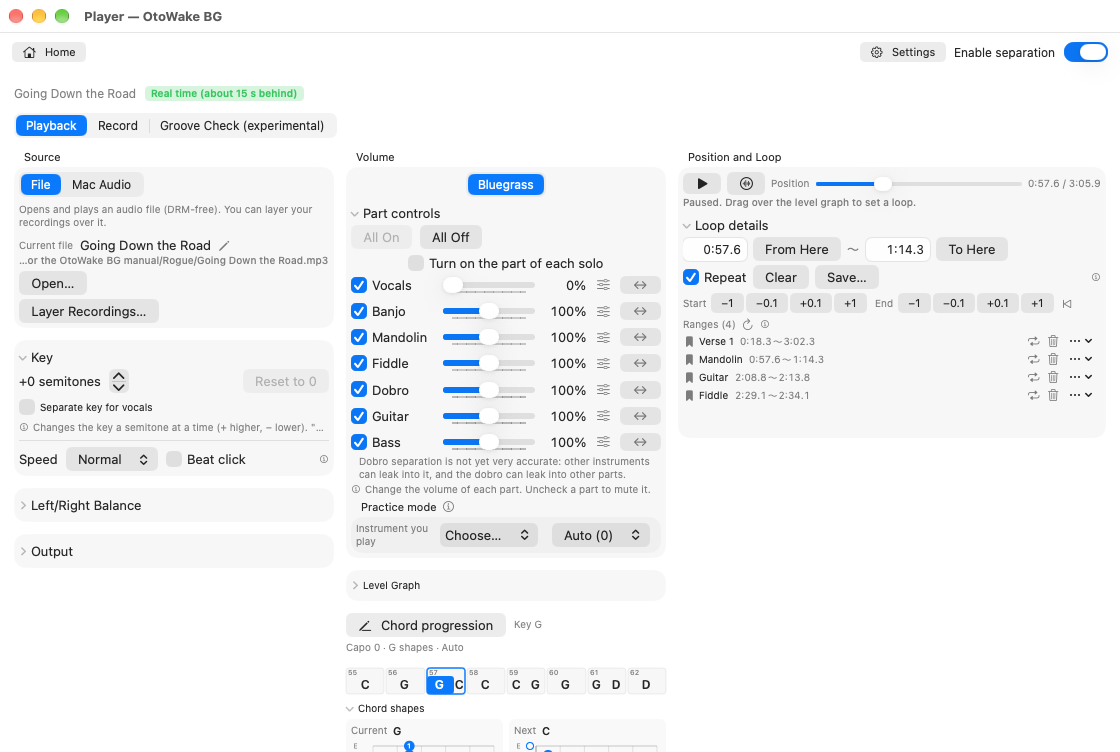 Player — OtoWake BG
Home
Settings
Enable separation
Going Down the Road
Real time (about 15 s behind)
Playback
Record
Groove Check (experimental)
Source
File
Mac Audio
Opens and plays an audio file (DRM-free). You can layer your
recordings over it.
Current file Going Down the Road
...or the OtoWake BG manual/Rogue/Going Down the Road.mp3
Open...
Layer Recordings...
Key
+0 semitones
Reset to 0
Separate key for vocals
Changes the key a semitone at a time (+ higher, − lower). "...
Speed
Normal
Beat click
Left/Right Balance
Output
Volume
Bluegrass
Part controls
All On
All Off
Turn on the part of each solo
Vocals 0%
Banjo 100%
Mandolin 100%
Fiddle 100%
Dobro 100%
Guitar 100%
Bass 100%
Dobro separation is not yet very accurate: other instruments
can leak into it, and the dobro can leak into other parts.
Change the volume of each part. Uncheck a part to mute it.
Practice mode
Instrument you
play
Choose...
Auto (0)
Level Graph
Chord progression
Key G
Capo 0 · G shapes · Auto
55 56 57 58 59 60 61 62
C G G C C C G G G D D
Chord shapes
Current G
Next C
E 1
E
Position and Loop
Position
0:57.6 / 3:05.9
Paused. Drag over the level graph to set a loop.
Loop details
0:57.6
From Here
~
1:14.3
To Here
Repeat
Clear
Save...
Start −1 −0.1 +0.1 +1 End −1 −0.1 +0.1 +1
Ranges (4)
Verse 1 0:18.3~3:02.3
Mandolin 0:57.6~1:14.3
Guitar 2:08.8~2:13.8
Fiddle 2:29.1~2:34.1